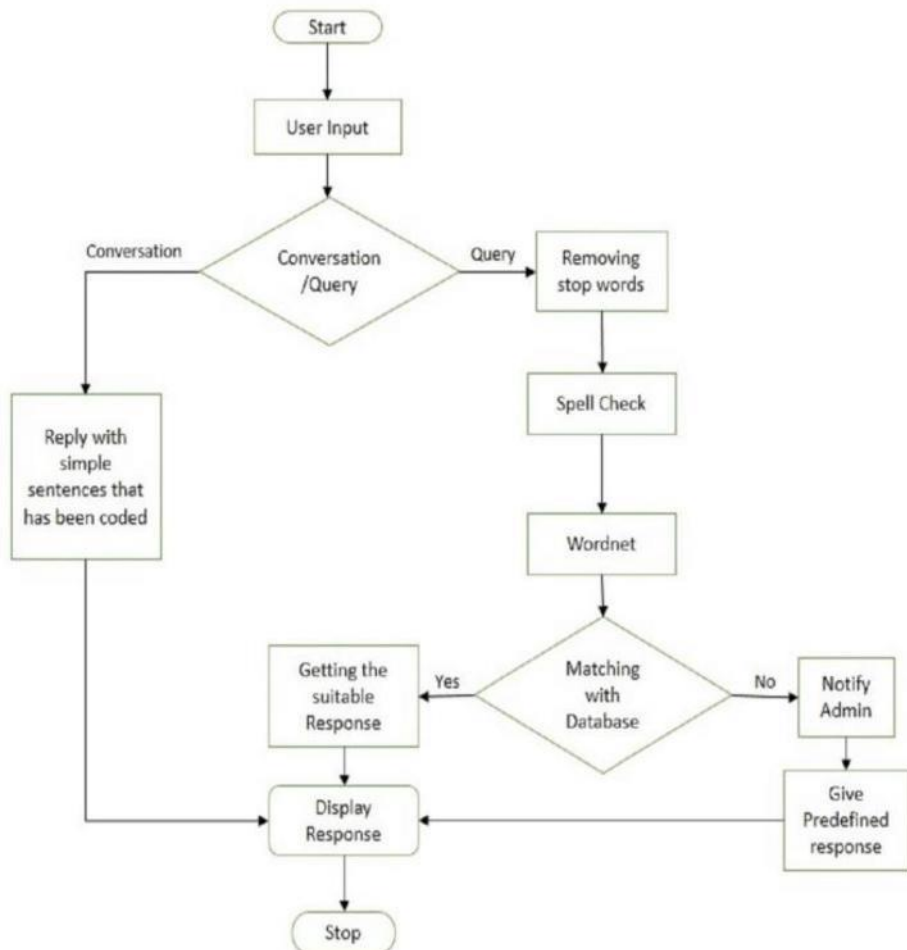 Start
User Input
Conversation
Conversation
/Query
Query
Removing
stop words
Spell Check
Reply with
simple
sentences that
has been coded
Wordnet
Getting the
suitable
Response
Yes
Matching
with
Database
No
Notify
Admin
Display
Response
Give
Predefined
response
Stop